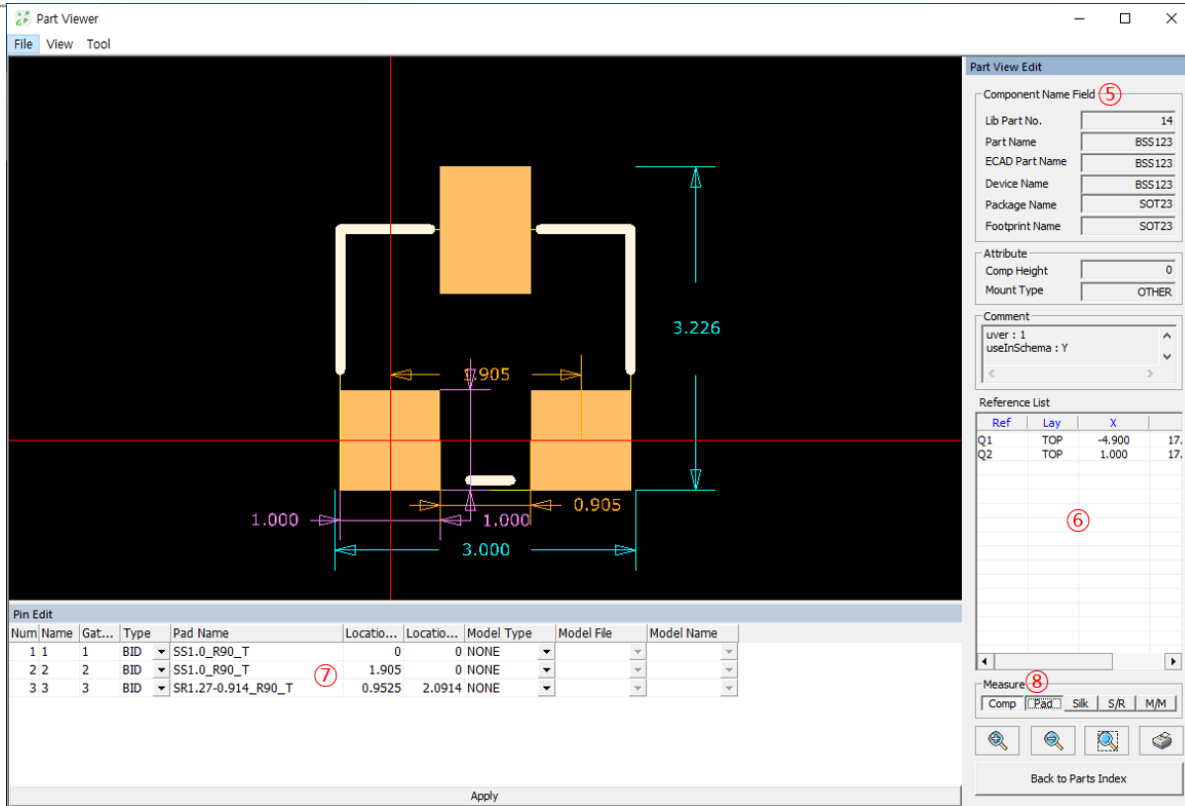 Part Viewer
File View Tool
3.226
1.905
0.905
1.000 1.000
3.000
Part View Edit
Component Name Field ⑤
Lib Part No. 14
Part Name BSS123
ECAD Part Name BSS123
Device Name BSS123
Package Name SOT23
Footprint Name SOT23
Attribute
Comp Height 0
Mount Type OTHER
Comment
uver : 1
useInSchema : Y
Reference List
Ref Lay X
Q1 TOP -4.900 17.
Q2 TOP 1.000 17.
⑥
Measure ⑧
Comp Pad Silk S/R M/M
Back to Parts Index
Pin Edit
Num Name Gat... Type Pad Name Locatio... Locatio... Model Type Model File Model Name
1 1 1 BID SS1.0_R90_T 0 0 NONE
2 2 2 BID SS1.0_R90_T 1.905 0 NONE
3 3 3 BID SR1.27-0.914_R90_T 0.9525 2.0914 NONE
⑦
Apply